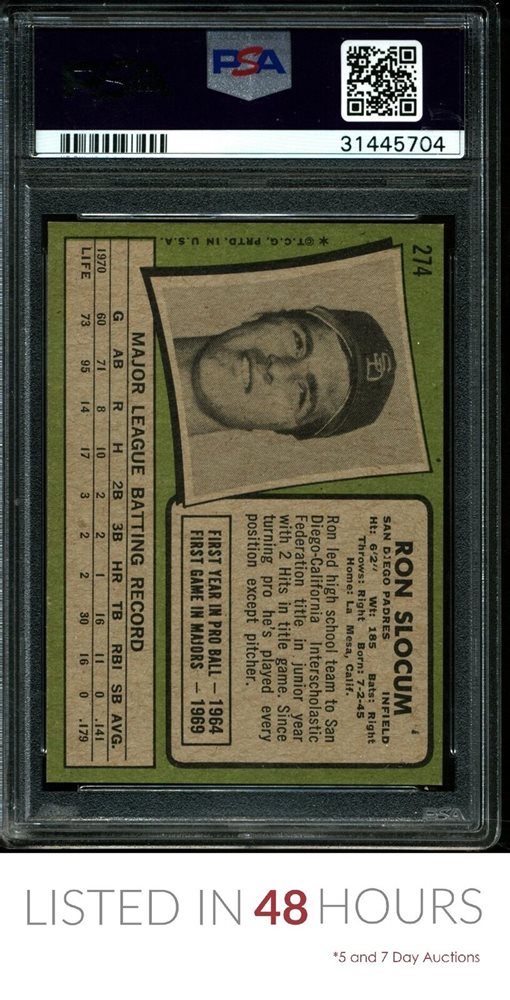 PSA
31445704
274
* ©T.C.G. PRTD. IN U.S.A.
RON SLOCUM
SAN DIEGO PADRES INFIELD
Ht: 6'2" Wt: 185 Bats: Right
Throws: Right Born: 7-2-45
Home: La Mesa, Calif.
Ron led high school team to San
Diego-California Interscholastic
Federation title in junior year
with 2 Hits in title game. Since
turning pro he's played every
position except pitcher.
FIRST YEAR IN PRO BALL — 1964
FIRST GAME IN MAJORS — 1969
MAJOR LEAGUE BATTING RECORD
G AB R H 2B 3B HR TB RBI SB AVG.
1970 60 71 8 10 2 2 1 16 11 0 .141
LIFE 73 95 14 17 3 2 2 30 16 0 .179
PSA
LISTED IN 48 HOURS
*5 and 7 Day Auctions